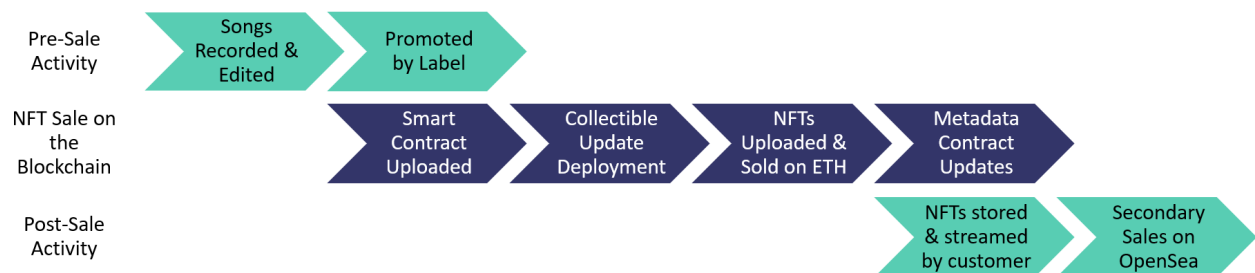 Pre-Sale
Activity
Songs
Recorded &
Edited
Promoted
by Label
NFT Sale on
the
Blockchain
Smart
Contract
Uploaded
Collectible
Update
Deployment
NFTs
Uploaded &
Sold on ETH
Metadata
Contract
Updates
Post-Sale
Activity
NFTs stored
& streamed
by customer
Secondary
Sales on
OpenSea